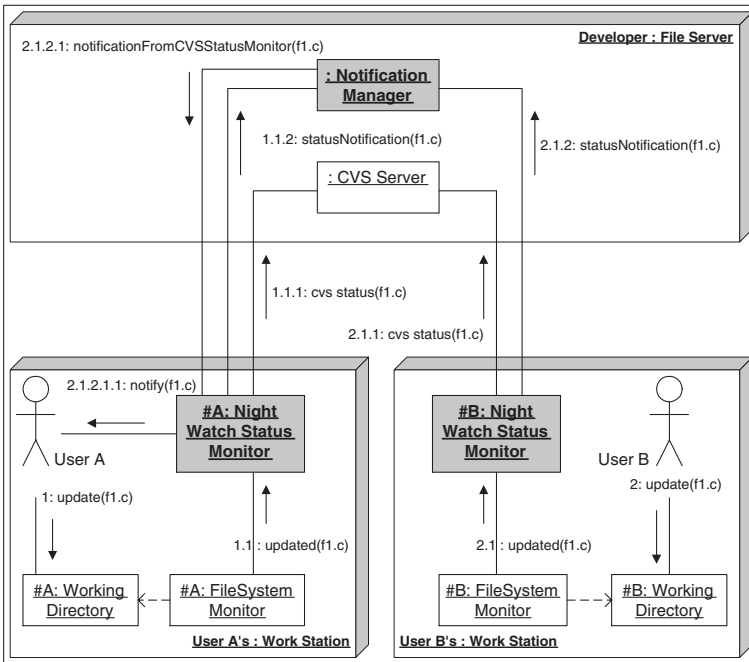 2.1.2.1: notificationFromCVSStatusMonitor(f1.c)
Developer : File Server
: Notification
Manager
1.1.2: statusNotification(f1.c)
2.1.2: statusNotification(f1.c)
: CVS Server
1.1.1: cvs status(f1.c)
2.1.1: cvs status(f1.c)
2.1.2.1.1: notify(f1.c)
#A: Night
Watch Status
Monitor
User A
1: update(f1.c)
1.1 : updated(f1.c)
#A: Working
Directory
#A: FileSystem
Monitor
User A's : Work Station
#B: Night
Watch Status
Monitor
User B
2: update(f1.c)
2.1 : updated(f1.c)
#B: FileSystem
Monitor
#B: Working
Directory
User B's : Work Station